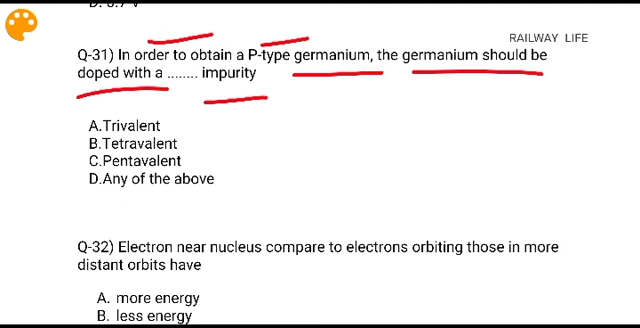 RAILWAY LIFE
Q-31) In order to obtain a P-type germanium, the germanium should be
doped with a ........ impurity
A.Trivalent
B.Tetravalent
C.Pentavalent
D.Any of the above
Q-32) Electron near nucleus compare to electrons orbiting those in more
distant orbits have
A. more energy
B. less energy